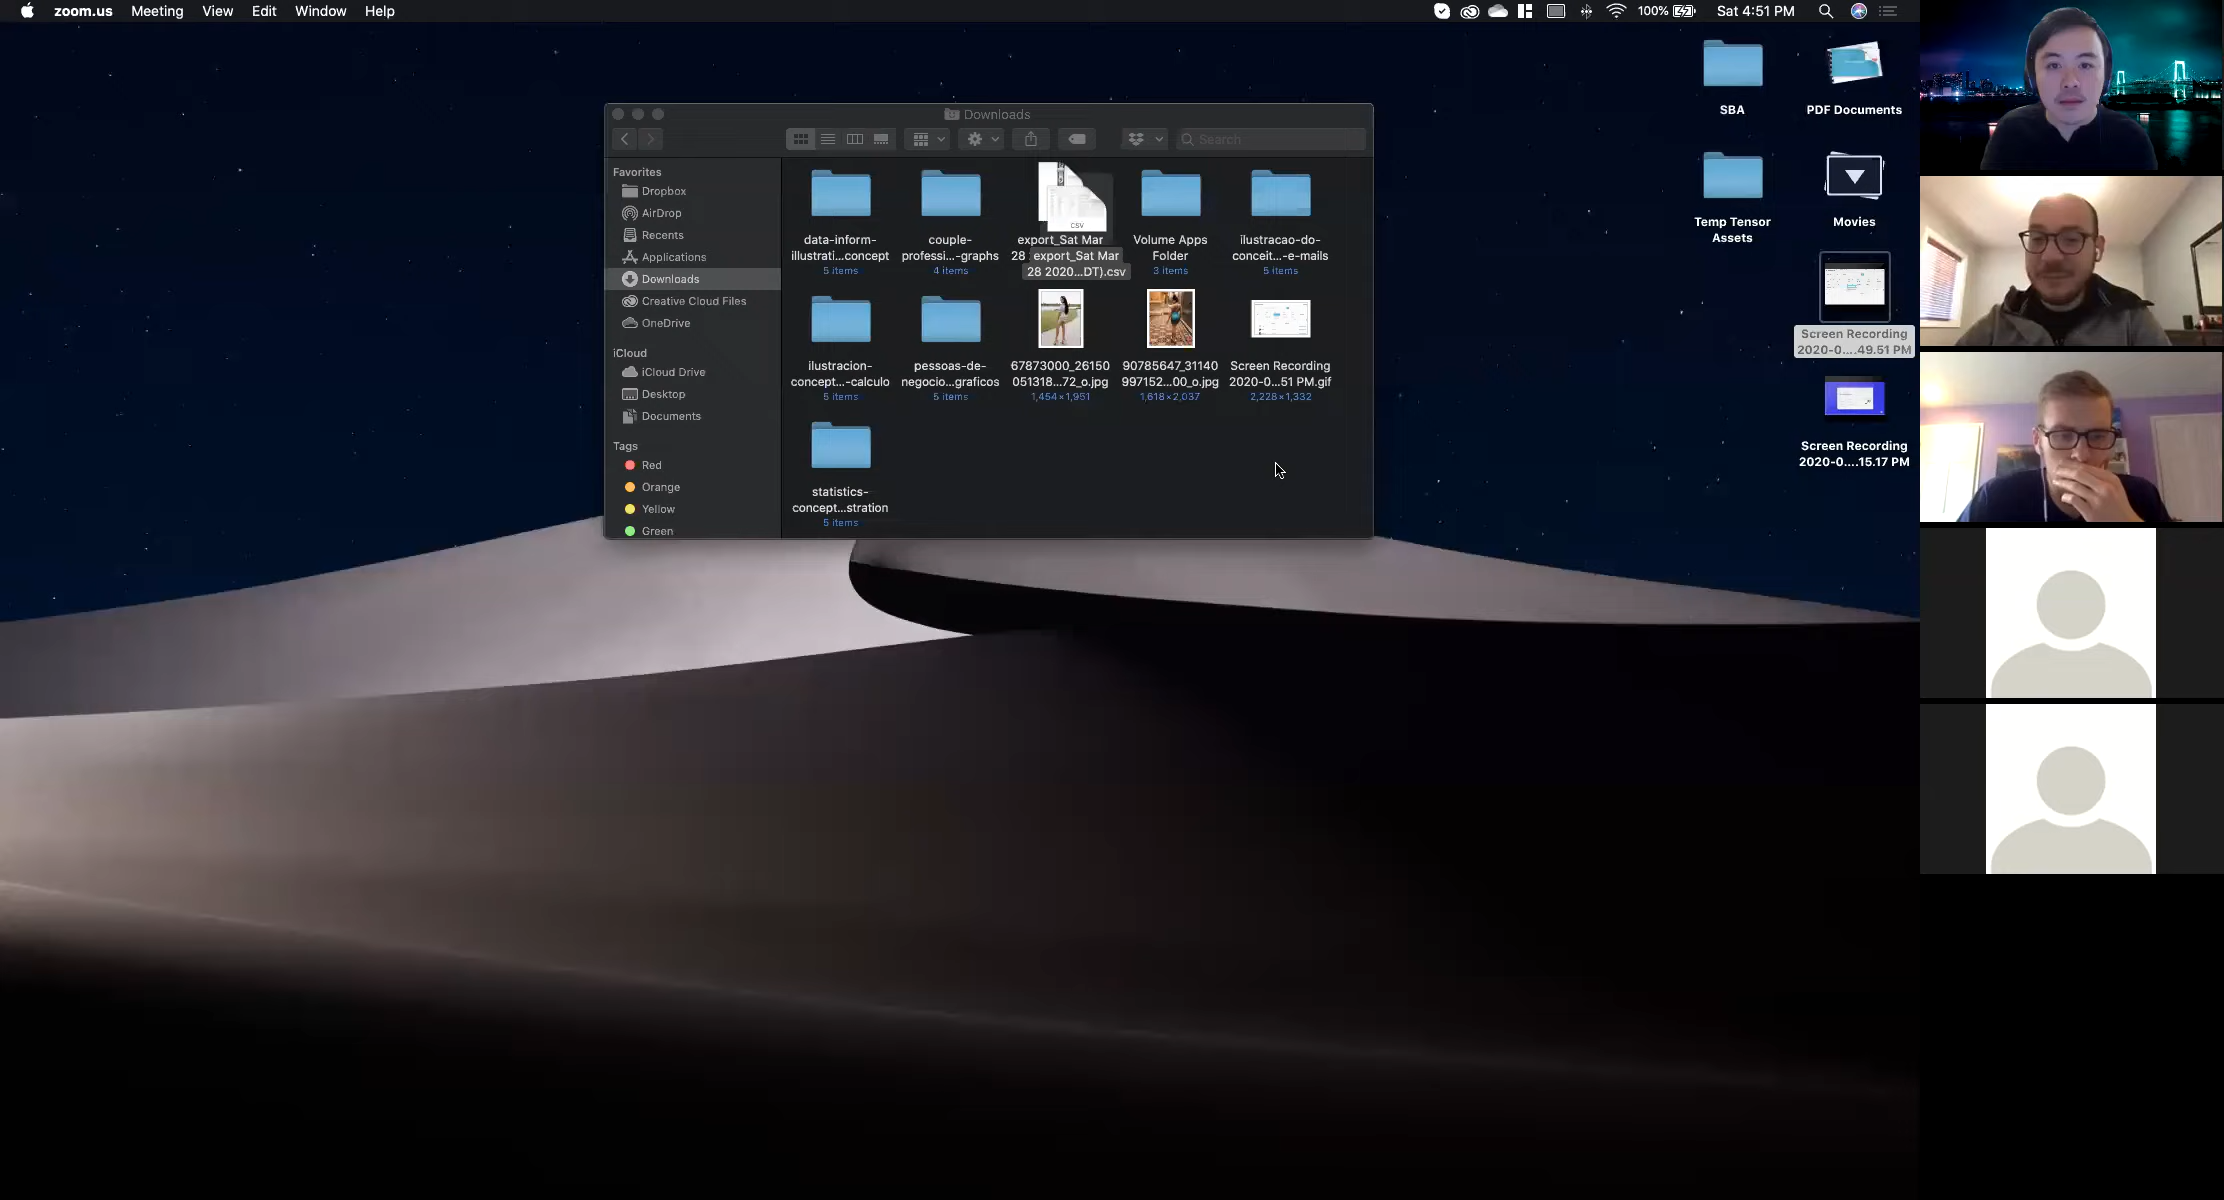 zoom.us Meeting View Edit Window Help
100% Sat 4:51 PM
Downloads
Search
Favorites
Dropbox
AirDrop
Recents
Applications
Downloads
Creative Cloud Files
OneDrive
iCloud
iCloud Drive
Desktop
Documents
Tags
Red
Orange
Yellow
Green
data-inform-
illustrati...concept
5 items
couple-
professi...-graphs
4 items
CSV
export_Sat Mar
28
export_Sat Mar
28 2020...DT).csv
Volume Apps
Folder
3 items
ilustracao-do-
conceit...-e-mails
5 items
ilustracion-
concept...-calculo
5 items
pessoas-de-
negocio...graficos
5 items
67873000_26150
051318...72_o.jpg
1,454×1,951
90785647_31140
997152...00_o.jpg
1,618×2,037
Screen Recording
2020-0...51 PM.gif
2,228×1,332
statistics-
concept...stration
5 items
SBA
PDF Documents
Temp Tensor
Assets
Movies
Screen Recording
2020-0....49.51 PM
Screen Recording
2020-0....15.17 PM